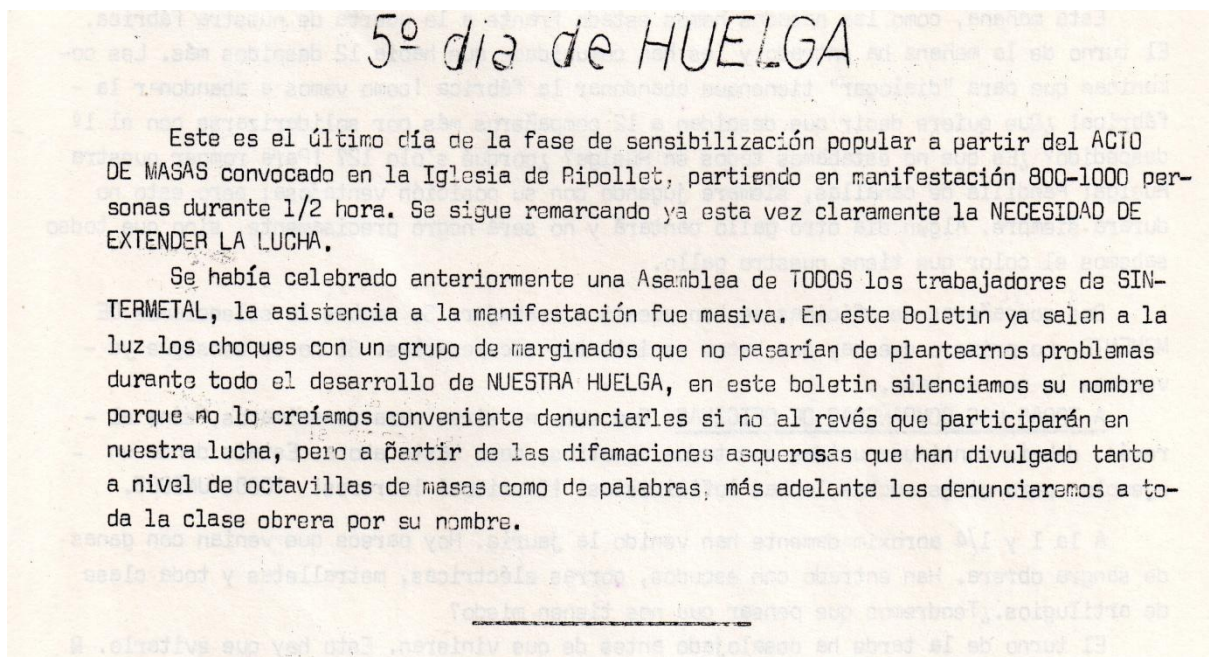 5º día de HUELGA
Este es el último día de la fase de sensibilización popular a partir del ACTO
DE MASAS convocado en la Iglesia de Ripollet, partiendo en manifestación 800-1000 per-
sonas durante 1/2 hora. Se sigue remarcando ya esta vez claramente la NECESIDAD DE
EXTENDER LA LUCHA.
Se había celebrado anteriormente una Asamblea de TODOS los trabajadores de SIN-
TERMETAL, la asistencia a la manifestación fue masiva. En este Boletín ya salen a la
luz los choques con un grupo de marginados que no pasarían de plantearnos problemas
durante todo el desarrollo de NUESTRA HUELGA, en este boletin silenciamos su nombre
porque no lo creíamos conveniente denunciarles si no al revés que participarán en
nuestra lucha, pero a partir de las difamaciones asquerosas que han divulgado tanto
a nivel de octavillas de masas como de palabras, más adelante les denunciaremos a to-
da la clase obrera por su nombre.